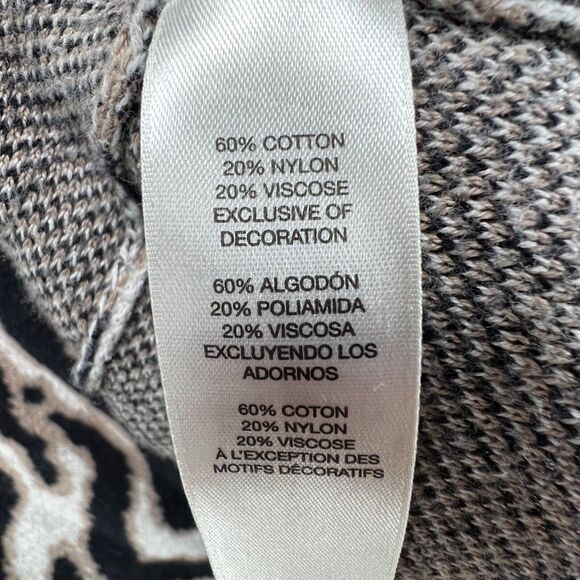 60% COTTON
20% NYLON
20% VISCOSE
EXCLUSIVE OF
DECORATION
60% ALGODÓN
20% POLIAMIDA
20% VISCOSA
EXCLUYENDO LOS
ADORNOS
60% COTON
20% NYLON
20% VISCOSE
À L'EXCEPTION DES
MOTIFS DÉCORATIFS